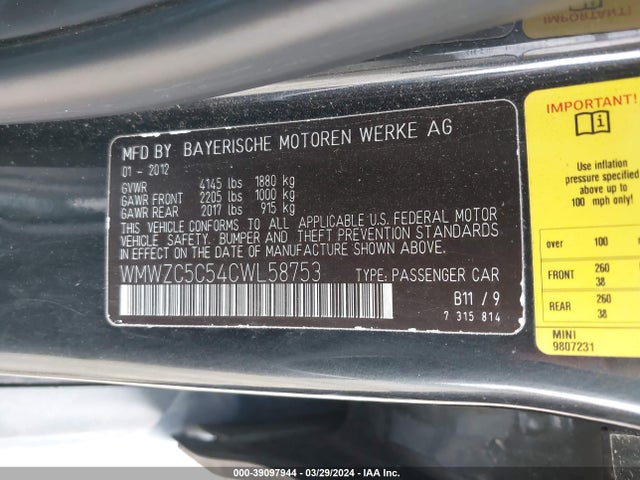 IMPORTANT!
MFD BY BAYERISCHE MOTOREN WERKE AG
01 - 2012
GVWR 4145 lbs 1880 kg
GAWR FRONT 2205 lbs 1000 kg
GAWR REAR 2017 lbs 915 kg
THIS VEHICLE CONFORMS TO ALL APPLICABLE U.S. FEDERAL MOTOR
VEHICLE SAFETY, BUMPER AND THEFT PREVENTION STANDARDS
IN EFFECT ON THE DATE OF MANUFACTURE SHOWN ABOVE.
WMWZC5C54CWL58753 TYPE: PASSENGER CAR
B11 / 9
7 315 814
IMPORTANT!
Use inflation
pressure specified
above up to
100 mph only!
over 100
FRONT 260
38
REAR 260
38
MINI
9807231
000-39097944 - 03/29/2024 - IAA Inc.